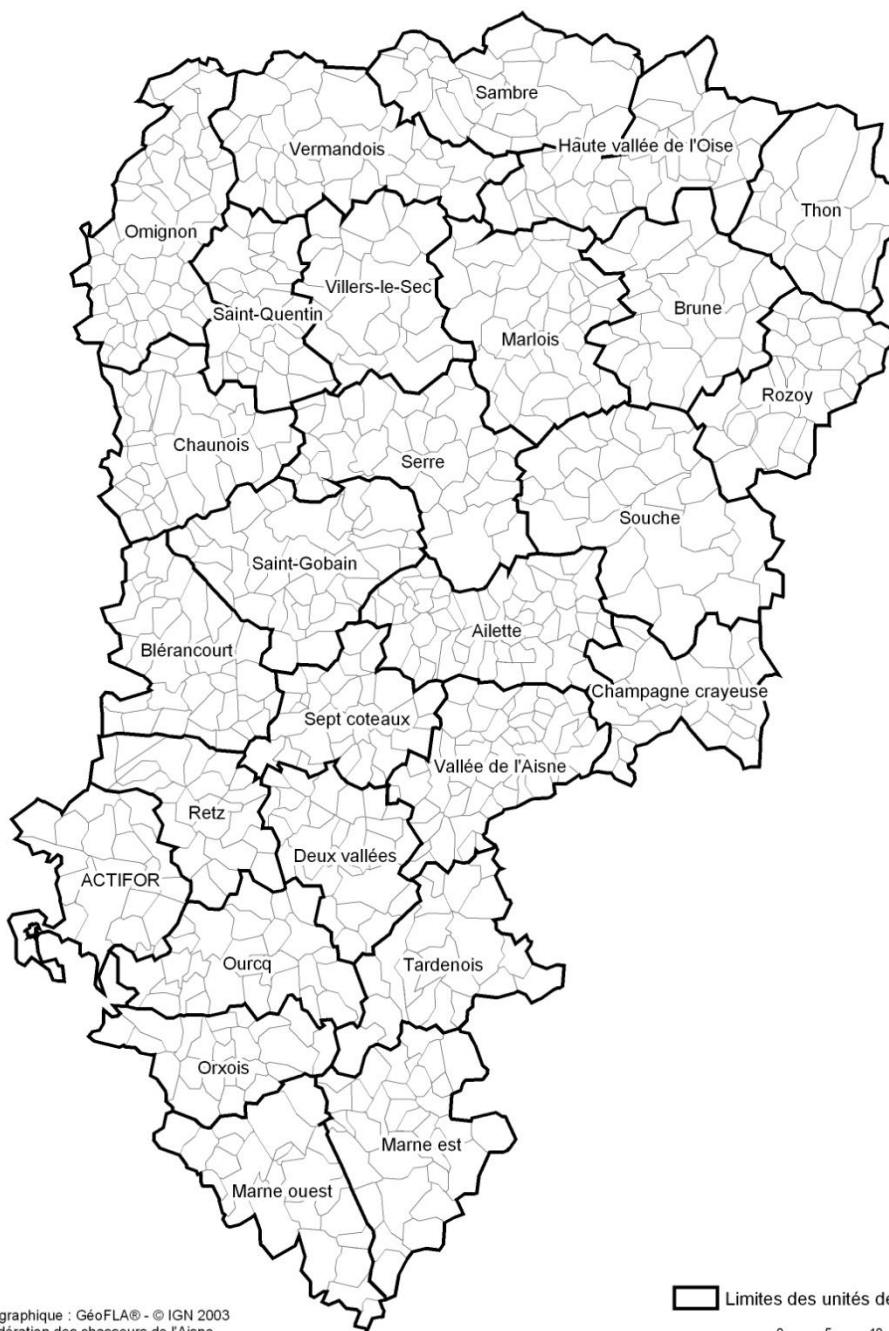 Sambre
Vermandois
Haute vallée de l'Oise
Thon
Omignon
Villers-le-Sec
Saint-Quentin
Brune
Marlois
Rozoy
Chaunois
Serre
Souche
Saint-Gobain
Ailette
Blérancourt
Champagne crayeuse
Sept coteaux
Vallée de l'Aisne
Retz
Deux vallées
ACTIFOR
Ourcq
Tardenois
Orxois
Marne est
Marne ouest
graphique : GéoFLA® - © IGN 2003
Limites des unités de
dération des chasseurs de l'Aisne